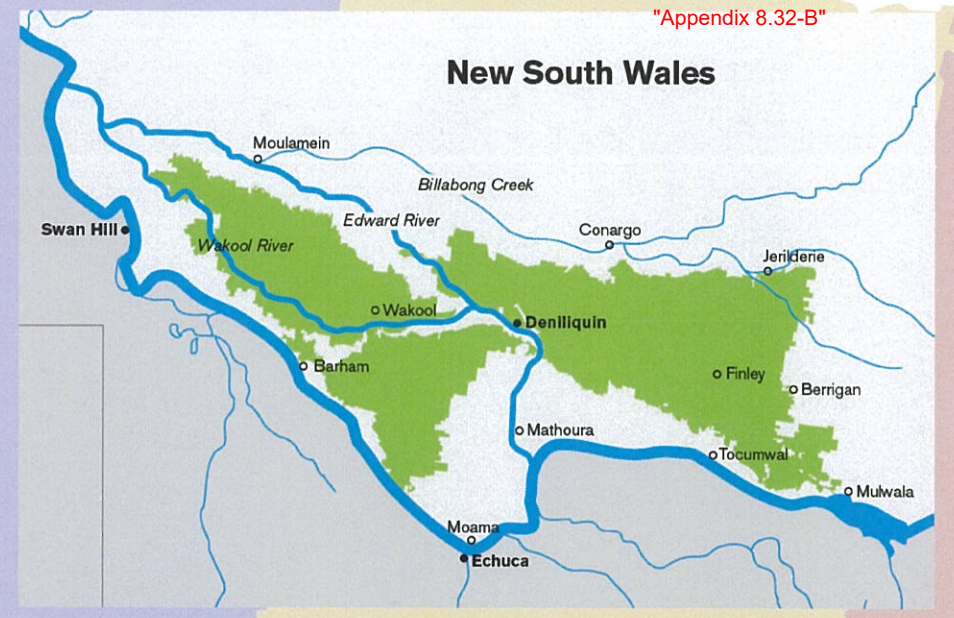 "Appendix 8.32-B"
New South Wales
Moulamein
Billabong Creek
Edward River
Swan Hill
Wakool River
Conargo
Jerilderie
Wakool
Deniliquin
Barham
Finley
Berrigan
Mathoura
Tocumwal
Mulwala
Moama
Echuca